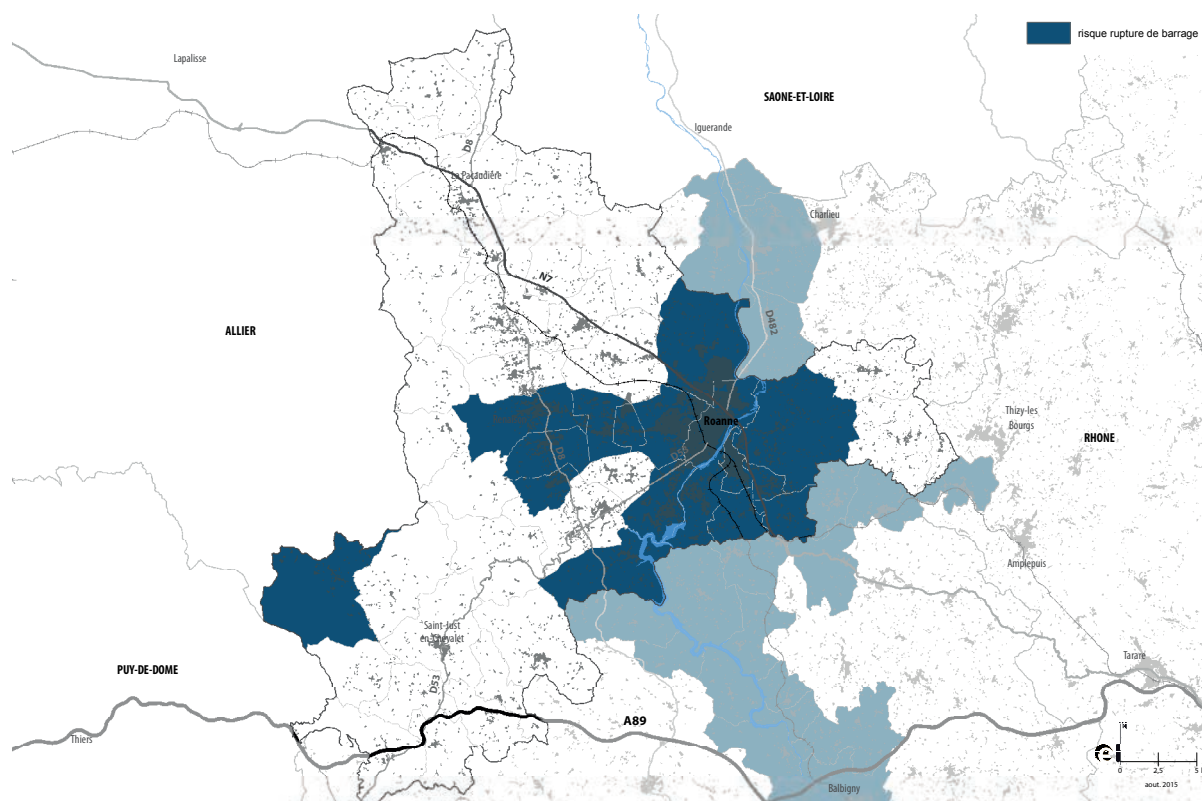 risque rupture de barrage
Lapalisse
SAONE-ET-LOIRE
Iguerande
D8
La Pacaudière
Charlieu
N7
D482
ALLIER
Roanne
Thizy-les
Bourgs
RHONE
D8
Amplepuis
Saint-Just
en-Chevalet
Tarare
PUY-DE-DOME
D53
A89
Thiers
Balbigny
0
2,5
5
aout. 2015